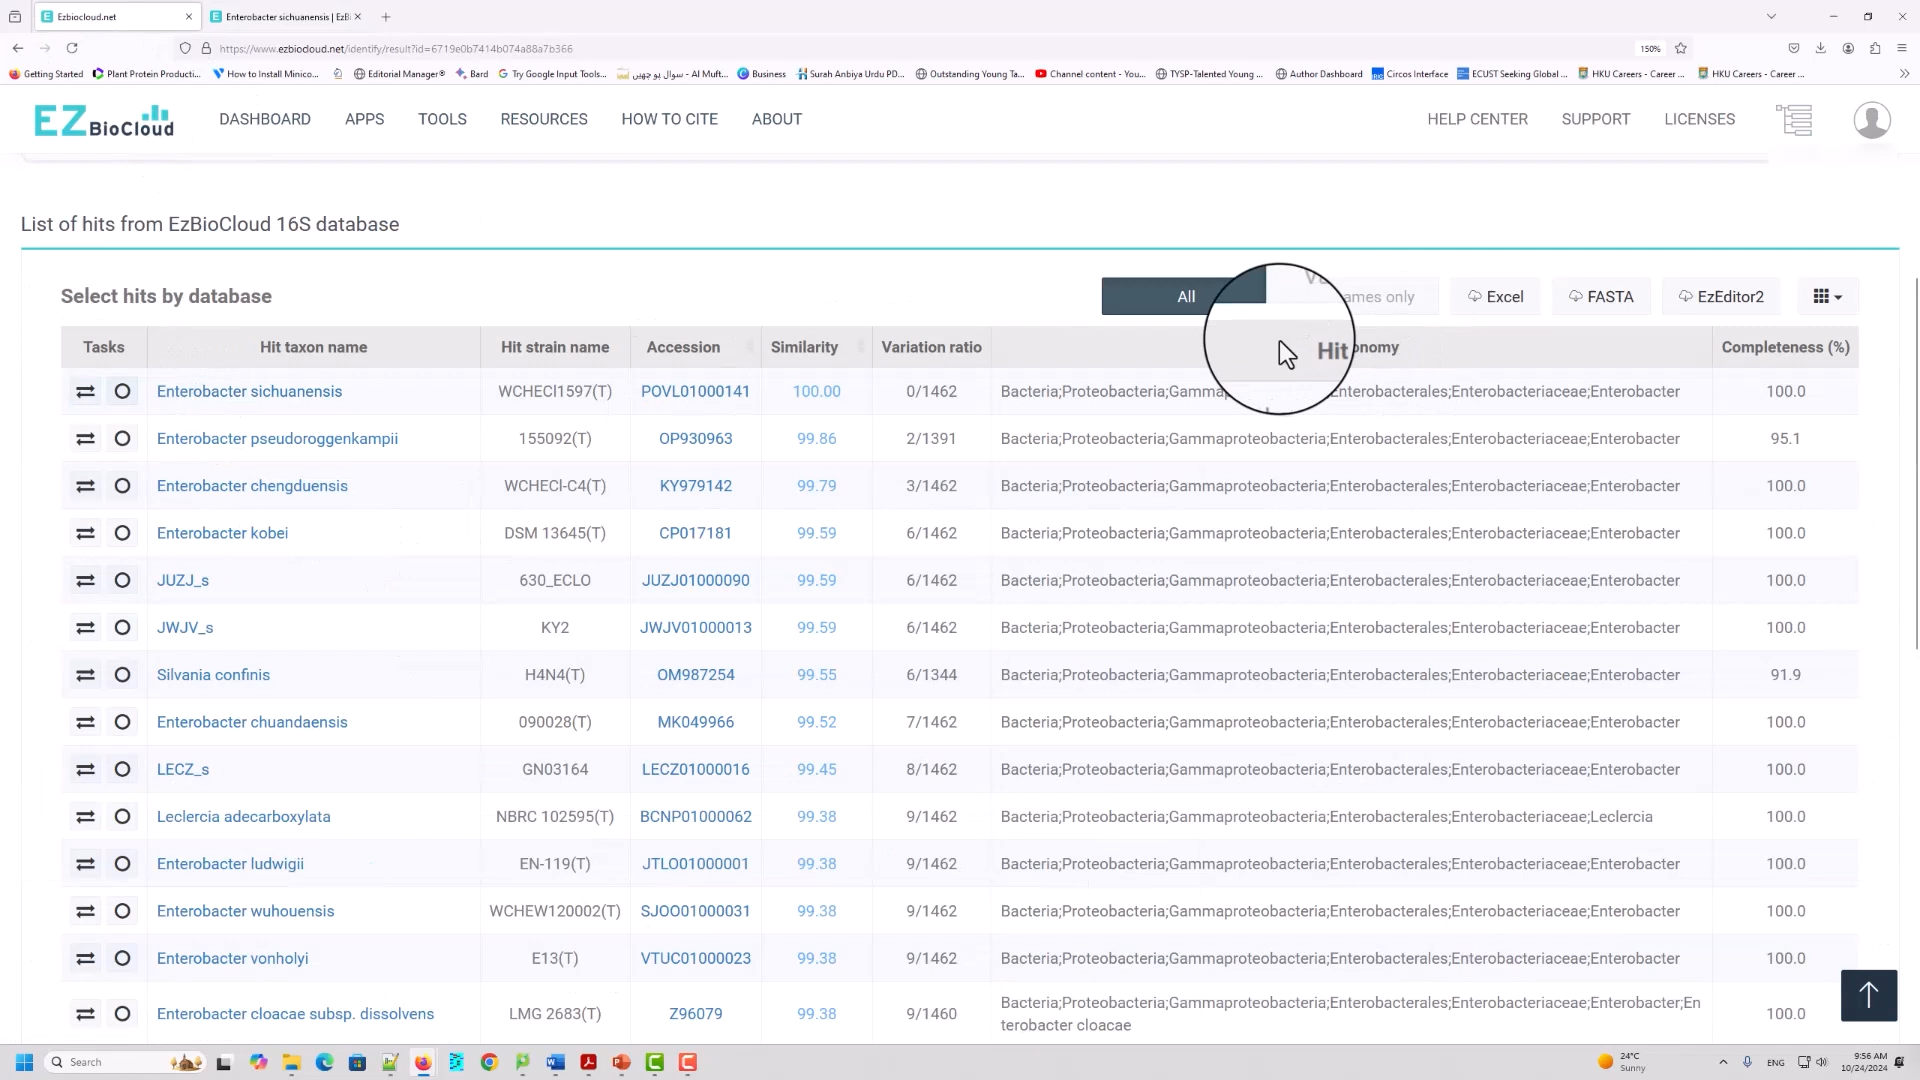 Ezbiocloud.net
Enterobacter sichuanensis | EzBi
https://www.ezbiocloud.net/identify/result?id=6719e0b7414b074a88a7b366
150%
Getting Started
Plant Protein Producti...
How to Install Minico...
Editorial Manager®
Bard
Try Google Input Tools...
سوال پو چھیں - Al Muft...
Business
Surah Anbiya Urdu PD...
Outstanding Young Ta...
Channel content - You...
TYSP-Talented Young ...
Author Dashboard
Circos Interface
ECUST Seeking Global ...
HKU Careers - Career ...
HKU Careers - Career ...
EZBioCloud
DASHBOARD
APPS
TOOLS
RESOURCES
HOW TO CITE
ABOUT
HELP CENTER
SUPPORT
LICENSES
List of hits from EzBioCloud 16S database
Select hits by database
All
ames only
Excel
FASTA
EzEditor2
Tasks Hit taxon name Hit strain name Accession Similarity Variation ratio Hit onomy Completeness (%)
Enterobacter sichuanensis WCHECl1597(T) POVL01000141 100.00 0/1462 Bacteria;Proteobacteria;Gammap nterobacterales;Enterobacteriaceae;Enterobacter 100.0
Enterobacter pseudoroggenkampii 155092(T) OP930963 99.86 2/1391 Bacteria;Proteobacteria;Gammaproteobacteria;Enterobacterales;Enterobacteriaceae;Enterobacter 95.1
Enterobacter chengduensis WCHECl-C4(T) KY979142 99.79 3/1462 Bacteria;Proteobacteria;Gammaproteobacteria;Enterobacterales;Enterobacteriaceae;Enterobacter 100.0
Enterobacter kobei DSM 13645(T) CP017181 99.59 6/1462 Bacteria;Proteobacteria;Gammaproteobacteria;Enterobacterales;Enterobacteriaceae;Enterobacter 100.0
JUZJ_s 630_ECLO JUZJ01000090 99.59 6/1462 Bacteria;Proteobacteria;Gammaproteobacteria;Enterobacterales;Enterobacteriaceae;Enterobacter 100.0
JWJV_s KY2 JWJV01000013 99.59 6/1462 Bacteria;Proteobacteria;Gammaproteobacteria;Enterobacterales;Enterobacteriaceae;Enterobacter 100.0
Silvania confinis H4N4(T) OM987254 99.55 6/1344 Bacteria;Proteobacteria;Gammaproteobacteria;Enterobacterales;Enterobacteriaceae;Enterobacter 91.9
Enterobacter chuandaensis 090028(T) MK049966 99.52 7/1462 Bacteria;Proteobacteria;Gammaproteobacteria;Enterobacterales;Enterobacteriaceae;Enterobacter 100.0
LECZ_s GN03164 LECZ01000016 99.45 8/1462 Bacteria;Proteobacteria;Gammaproteobacteria;Enterobacterales;Enterobacteriaceae;Enterobacter 100.0
Leclercia adecarboxylata NBRC 102595(T) BCNP01000062 99.38 9/1462 Bacteria;Proteobacteria;Gammaproteobacteria;Enterobacterales;Enterobacteriaceae;Leclercia 100.0
Enterobacter ludwigii EN-119(T) JTLO01000001 99.38 9/1462 Bacteria;Proteobacteria;Gammaproteobacteria;Enterobacterales;Enterobacteriaceae;Enterobacter 100.0
Enterobacter wuhouensis WCHEW120002(T) SJOO01000031 99.38 9/1462 Bacteria;Proteobacteria;Gammaproteobacteria;Enterobacterales;Enterobacteriaceae;Enterobacter 100.0
Enterobacter vonholyi E13(T) VTUC01000023 99.38 9/1462 Bacteria;Proteobacteria;Gammaproteobacteria;Enterobacterales;Enterobacteriaceae;Enterobacter 100.0
Enterobacter cloacae subsp. dissolvens LMG 2683(T) Z96079 99.38 9/1460 Bacteria;Proteobacteria;Gammaproteobacteria;Enterobacterales;Enterobacteriaceae;Enterobacter;En 100.0
terobacter cloacae
Search
24°C
Sunny
ENG
9:56 AM
10/24/2024